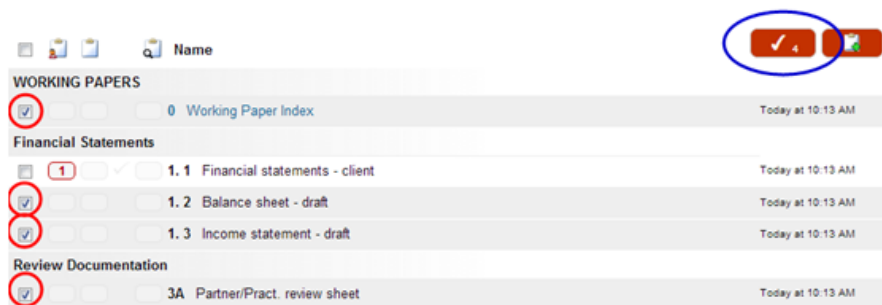 Name
✓ 4
WORKING PAPERS
0 Working Paper Index Today at 10:13 AM
Financial Statements
1 1. 1 Financial statements - client Today at 10:13 AM
1. 2 Balance sheet - draft Today at 10:13 AM
1. 3 Income statement - draft Today at 10:13 AM
Review Documentation
3A Partner/Pract. review sheet Today at 10:13 AM